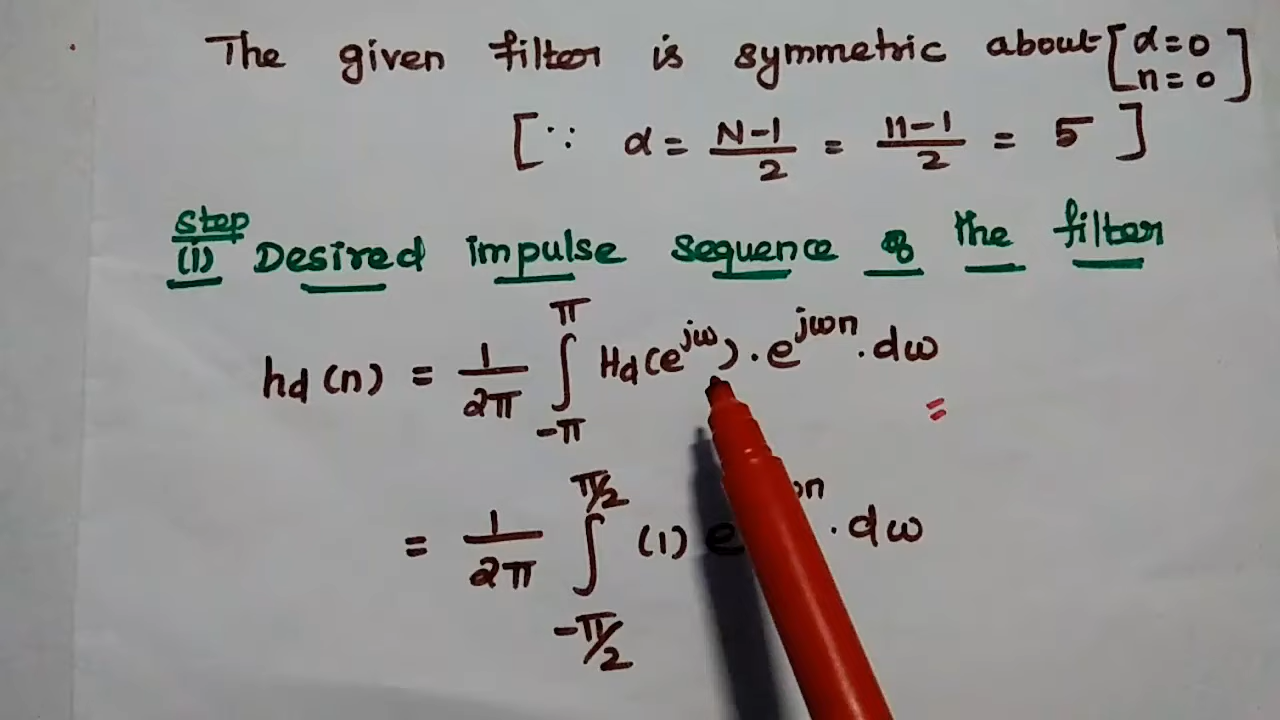 The given filter is symmetric about [α=0
n=0]
[∵ α = N-1/2 = 11-1/2 = 5 ]
Step
(1) Desired impulse sequence of the filter
hd(n) = 1/2π ∫_{-π}^{π} Hd(e^{jω}) · e^{jωn} · dω
=
= 1/2π ∫_{-π/2}^{π/2} (1) e n · dω